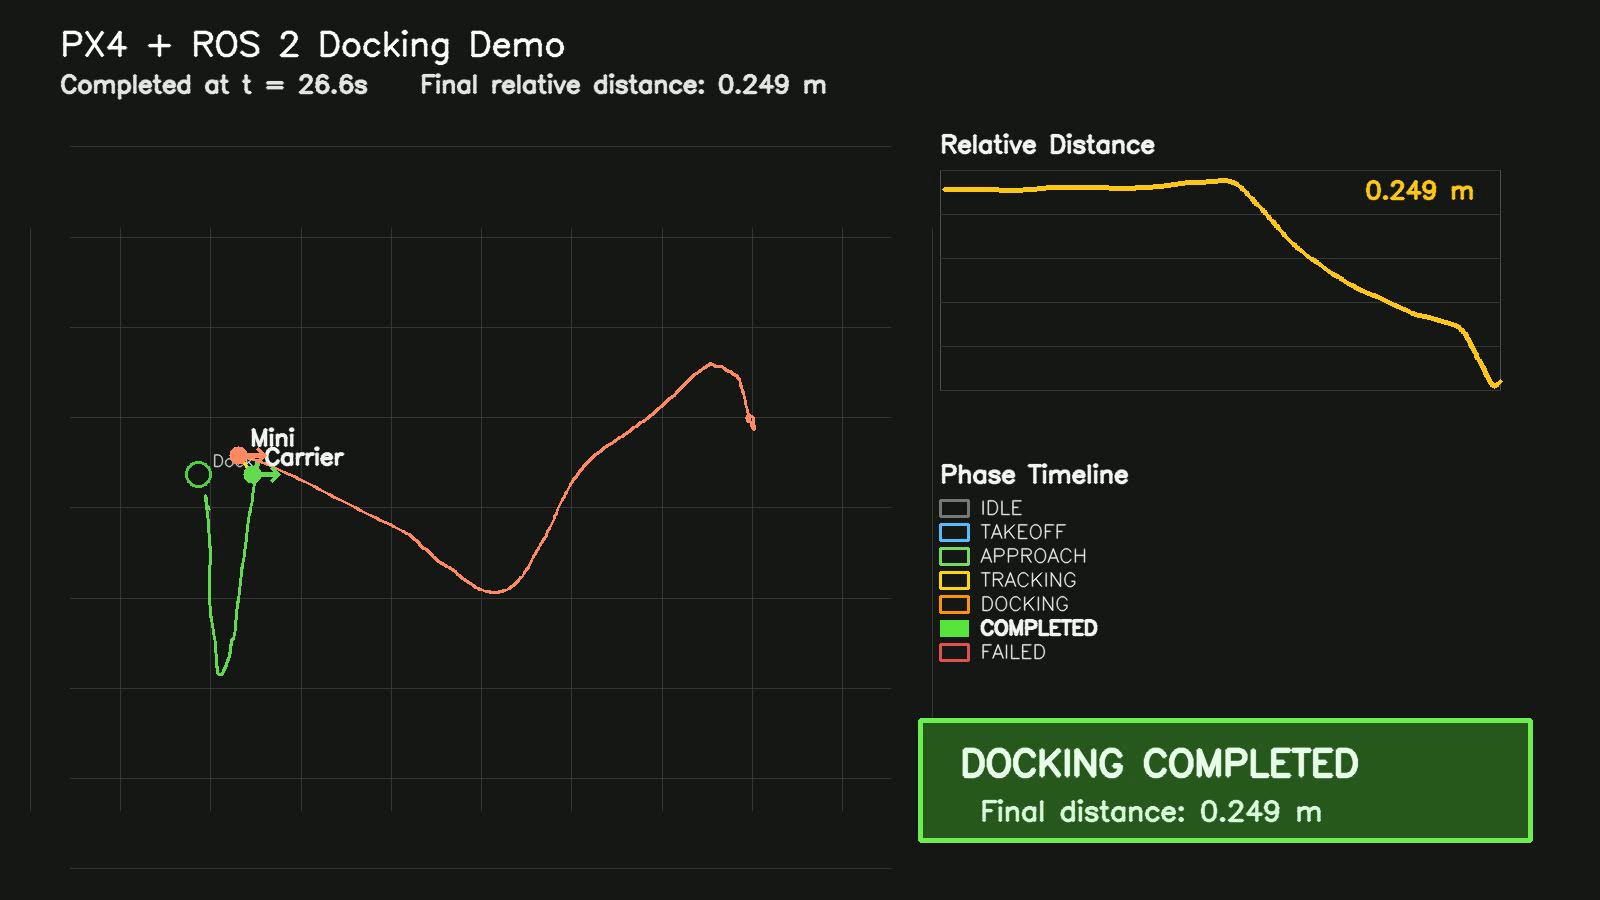 PX4 + ROS 2 Docking Demo
Completed at t = 26.6s Final relative distance: 0.249 m
Relative Distance
0.249 m
Mini
Carrier
Phase Timeline
IDLE
TAKEOFF
APPROACH
TRACKING
DOCKING
COMPLETED
FAILED
DOCKING COMPLETED
Final distance: 0.249 m